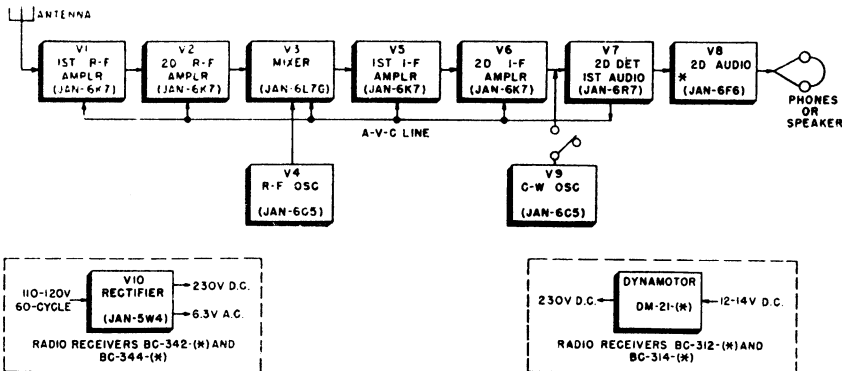 ANTENNA
V1
1ST R-F
AMPLR
(JAN-6K7)
V2
2D R-F
AMPLR
(JAN-6K7)
V3
MIXER
(JAN-6L7G)
V5
1ST I-F
AMPLR
(JAN-6K7)
V6
2D I-F
AMPLR
(JAN-6K7)
V7
2D DET
1ST AUDIO
(JAN-6R7)
V8
2D AUDIO
*
(JAN-6F6)
PHONES
OR
SPEAKER
A-V-C LINE
V4
R-F OSC
(JAN-6C5)
V9
C-W OSC
(JAN-6C5)
110-120V
60-CYCLE
V10
RECTIFIER
(JAN-5W4)
230V D.C.
6.3V A.C.
RADIO RECEIVERS BC-342-(*) AND
BC-344-(*)
230V D.C.
DYNAMOTOR
DM-21-(*)
12-14V D.C.
RADIO RECEIVERS BC-312-(*) AND
BC-314-(*)